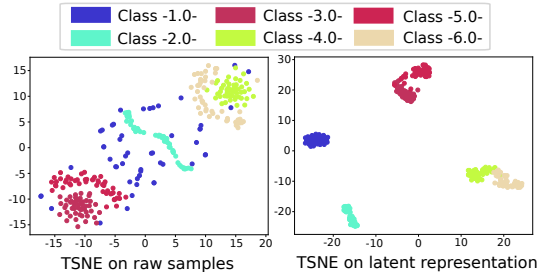 Class -1.0- Class -3.0- Class -5.0-
Class -2.0- Class -4.0- Class -6.0-
15
10
5
0
-5
-10
-15
-15 -10 -5 0 5 10 15 20
TSNE on raw samples
30
20
10
0
-10
-20
-20 -10 0 10 20
TSNE on latent representation